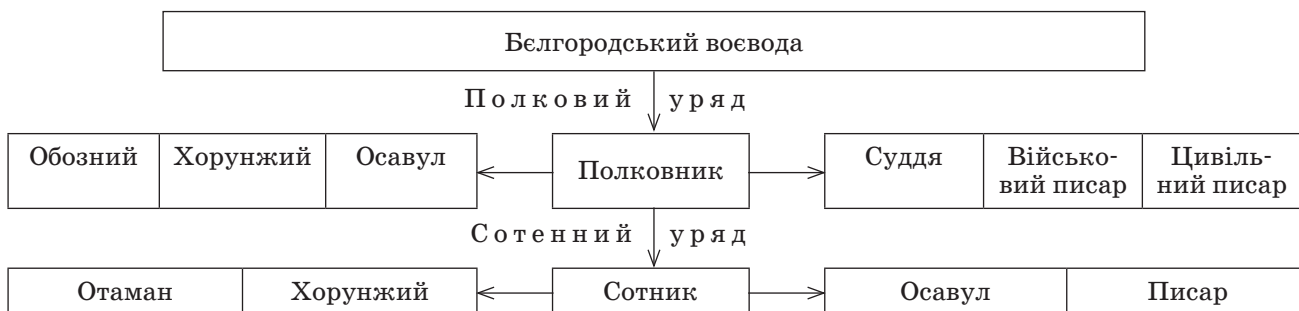 Бєлгородський воєвода
Полковий уряд
Обозний Хорунжий Осавул Полковник Суддя Військо-
вий писар Цивіль-
ний писар
Сотенний уряд
Отаман Хорунжий Сотник Осавул Писар